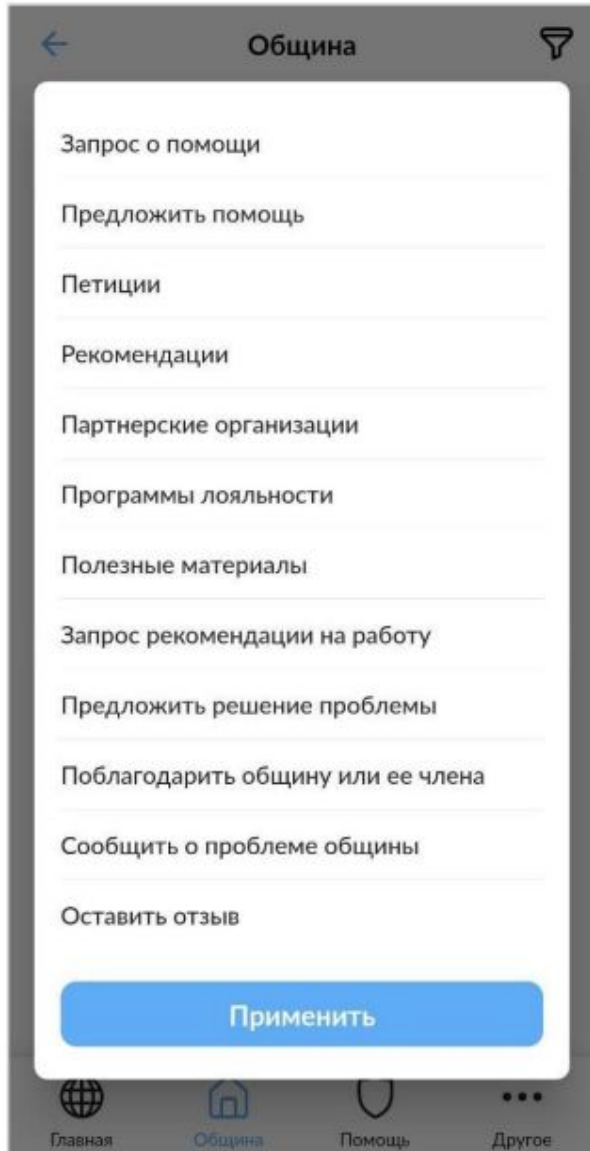 Община
Запрос о помощи
Предложить помощь
Петиции
Рекомендации
Партнерские организации
Программы лояльности
Полезные материалы
Запрос рекомендации на работу
Предложить решение проблемы
Поблагодарить общину или ее члена
Сообщить о проблеме общины
Оставить отзыв
Применить
Главная Община Помощь Другое